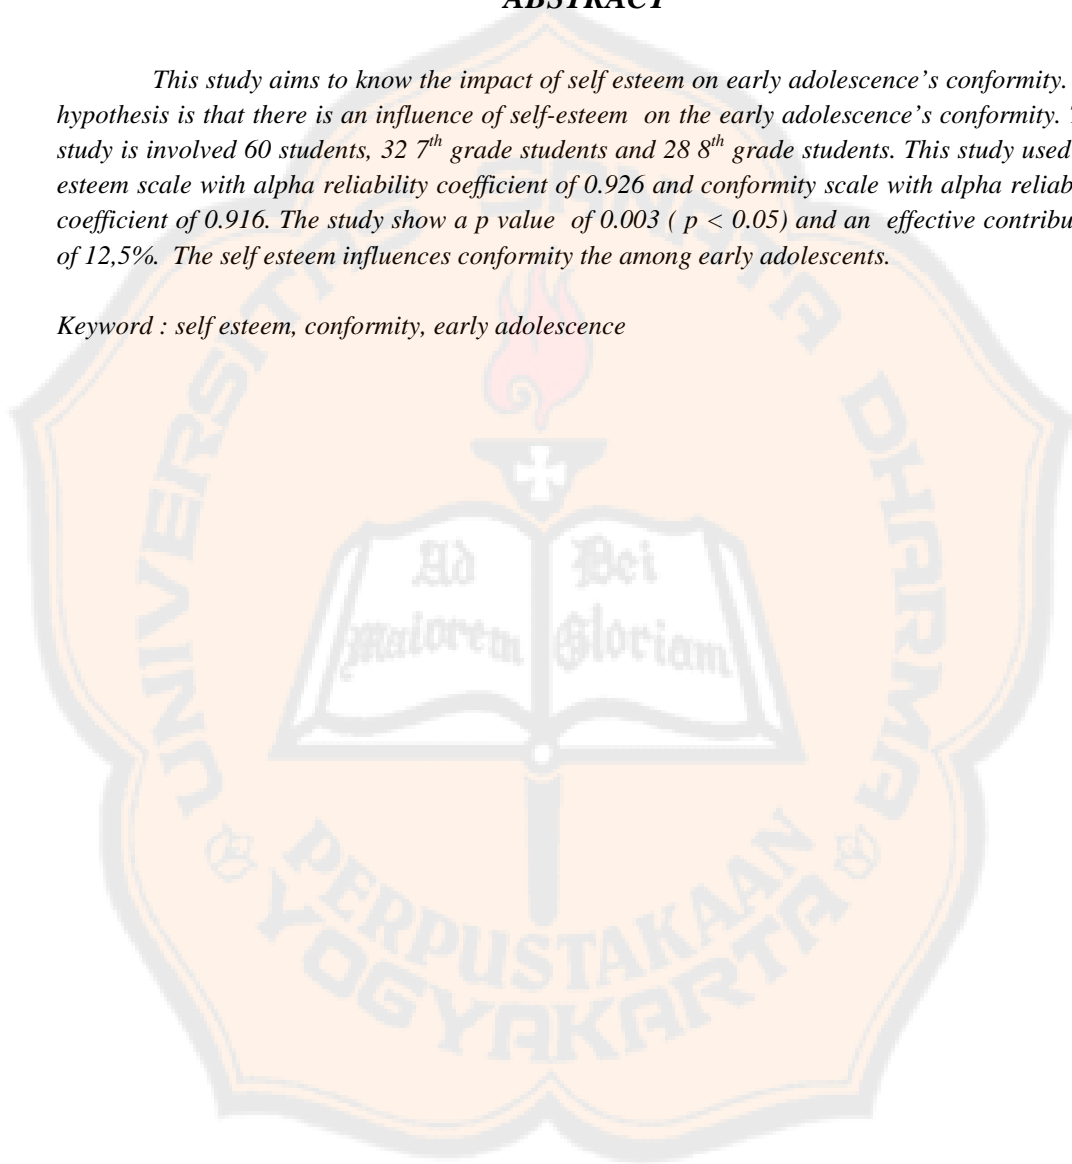 ABSTRACT
This study aims to know the impact of self esteem on early adolescence’s conformity.
hypothesis is that there is an influence of self-esteem on the early adolescence’s conformity.
study is involved 60 students, 32 7th grade students and 28 8th grade students. This study used
esteem scale with alpha reliability coefficient of 0.926 and conformity scale with alpha
coefficient of 0.916. The study show a p value of 0.003 ( p < 0.05) and an effective
of 12,5%. The self esteem influences conformity the among early adolescents.
Keyword : self esteem, conformity, early adolescence
UNIVERSITAS SANATA DHARMA
Ad Dei
Maiorem Gloriam
PERPUSTAKAAN
YOGYAKARTA